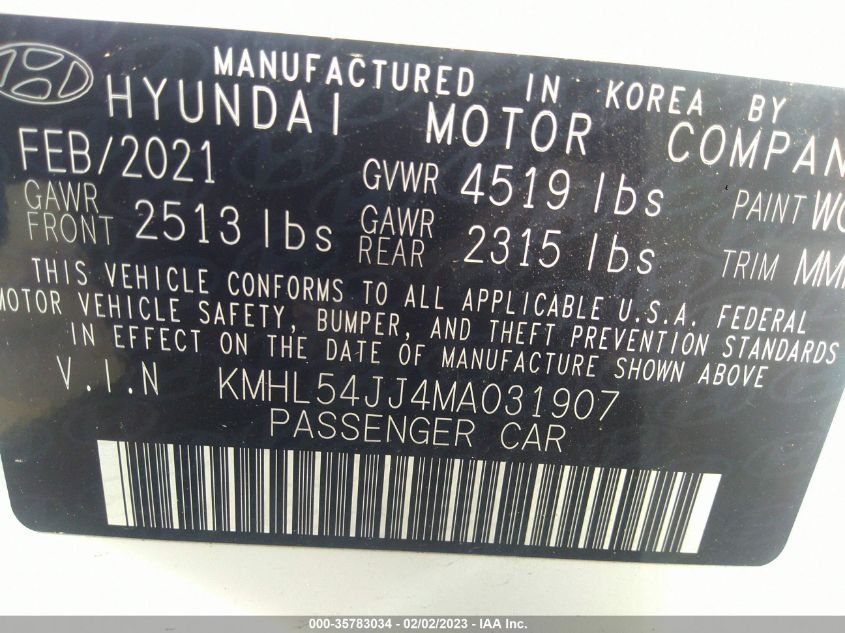 MANUFACTURED IN KOREA BY
HYUNDAI MOTOR COMPAN
FEB/2021 GVWR 4519 lbs PAINT
GAWR FRONT 2513 lbs GAWR REAR 2315 lbs TRIM
THIS VEHICLE CONFORMS TO ALL APPLICABLE U.S.A. FEDERAL
MOTOR VEHICLE SAFETY, BUMPER, AND THEFT PREVENTION STANDARDS
IN EFFECT ON THE DATE OF MANUFACTURE SHOWN ABOVE
V.I.N KMHL54JJ4MA031907
PASSENGER CAR
000-35783034 - 02/02/2023 - IAA Inc.